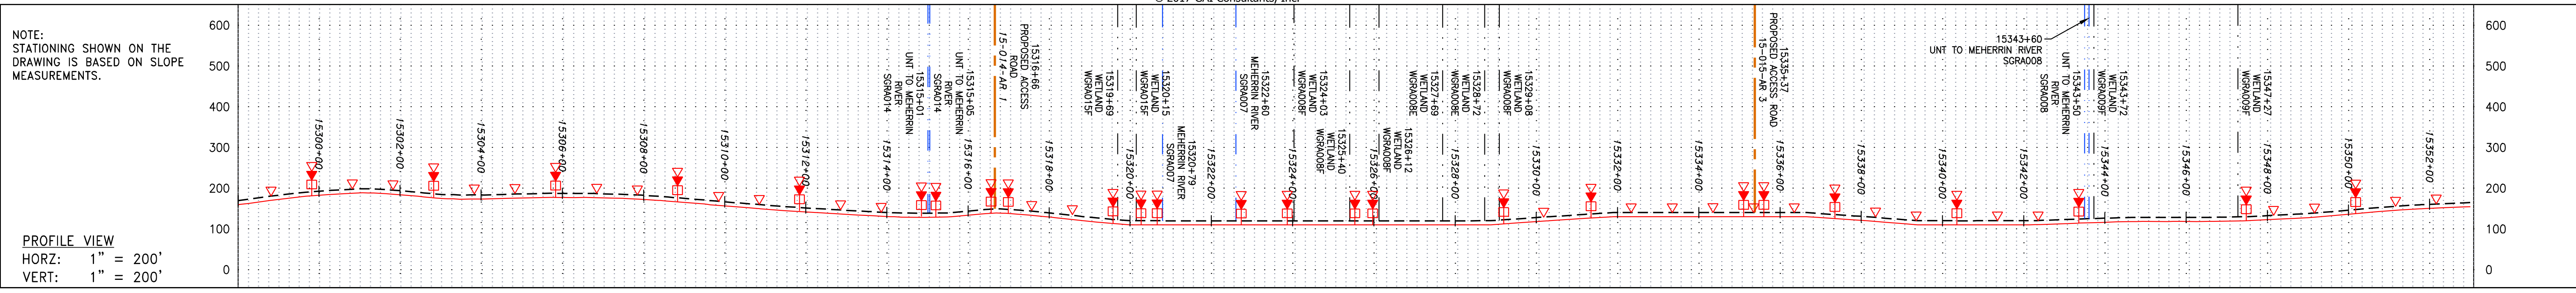 © 2017 GAI Consultants, Inc.
NOTE:
STATIONING SHOWN ON THE
DRAWING IS BASED ON SLOPE
MEASUREMENTS.
PROFILE VIEW
HORZ: 1" = 200'
VERT: 1" = 200'
600
500
400
300
200
100
0
15300+00
15302+00
15304+00
15306+00
15308+00
15310+00
15312+00
15314+00
15315+01
UNT TO MEHERRIN
RIVER
SGRA014
15315+05
UNT TO MEHERRIN
RIVER
SGRA014
15316+00
15316+66
PROPOSED ACCESS
ROAD
15-014-AR 1
15318+00
15319+69
WETLAND
WGRA015F
15320+00
15320+15
WETLAND
WGRA015F
15320+79
MEHERRIN RIVER
SGRA007
15322+00
15322+60
MEHERRIN RIVER
SGRA007
15324+00
15324+03
WETLAND
WGRA008F
15325+40
WETLAND
WGRA008F
15326+00
15326+12
WETLAND
WGRA008F
15327+69
WETLAND
WGRA008E
15328+00
15328+72
WETLAND
WGRA008E
15329+08
WETLAND
WGRA008F
15330+00
15332+00
15334+00
15335+37
PROPOSED ACCESS ROAD
15-015-AR 3
15336+00
15338+00
15340+00
15342+00
15343+50
UNT TO MEHERRIN
RIVER
SGRA008
15343+60
UNT TO MEHERRIN RIVER
SGRA008
15343+72
WETLAND
WGRA009F
15344+00
15346+00
15347+27
WETLAND
WGRA009F
15348+00
15350+00
15352+00
600
500
400
300
200
100
0